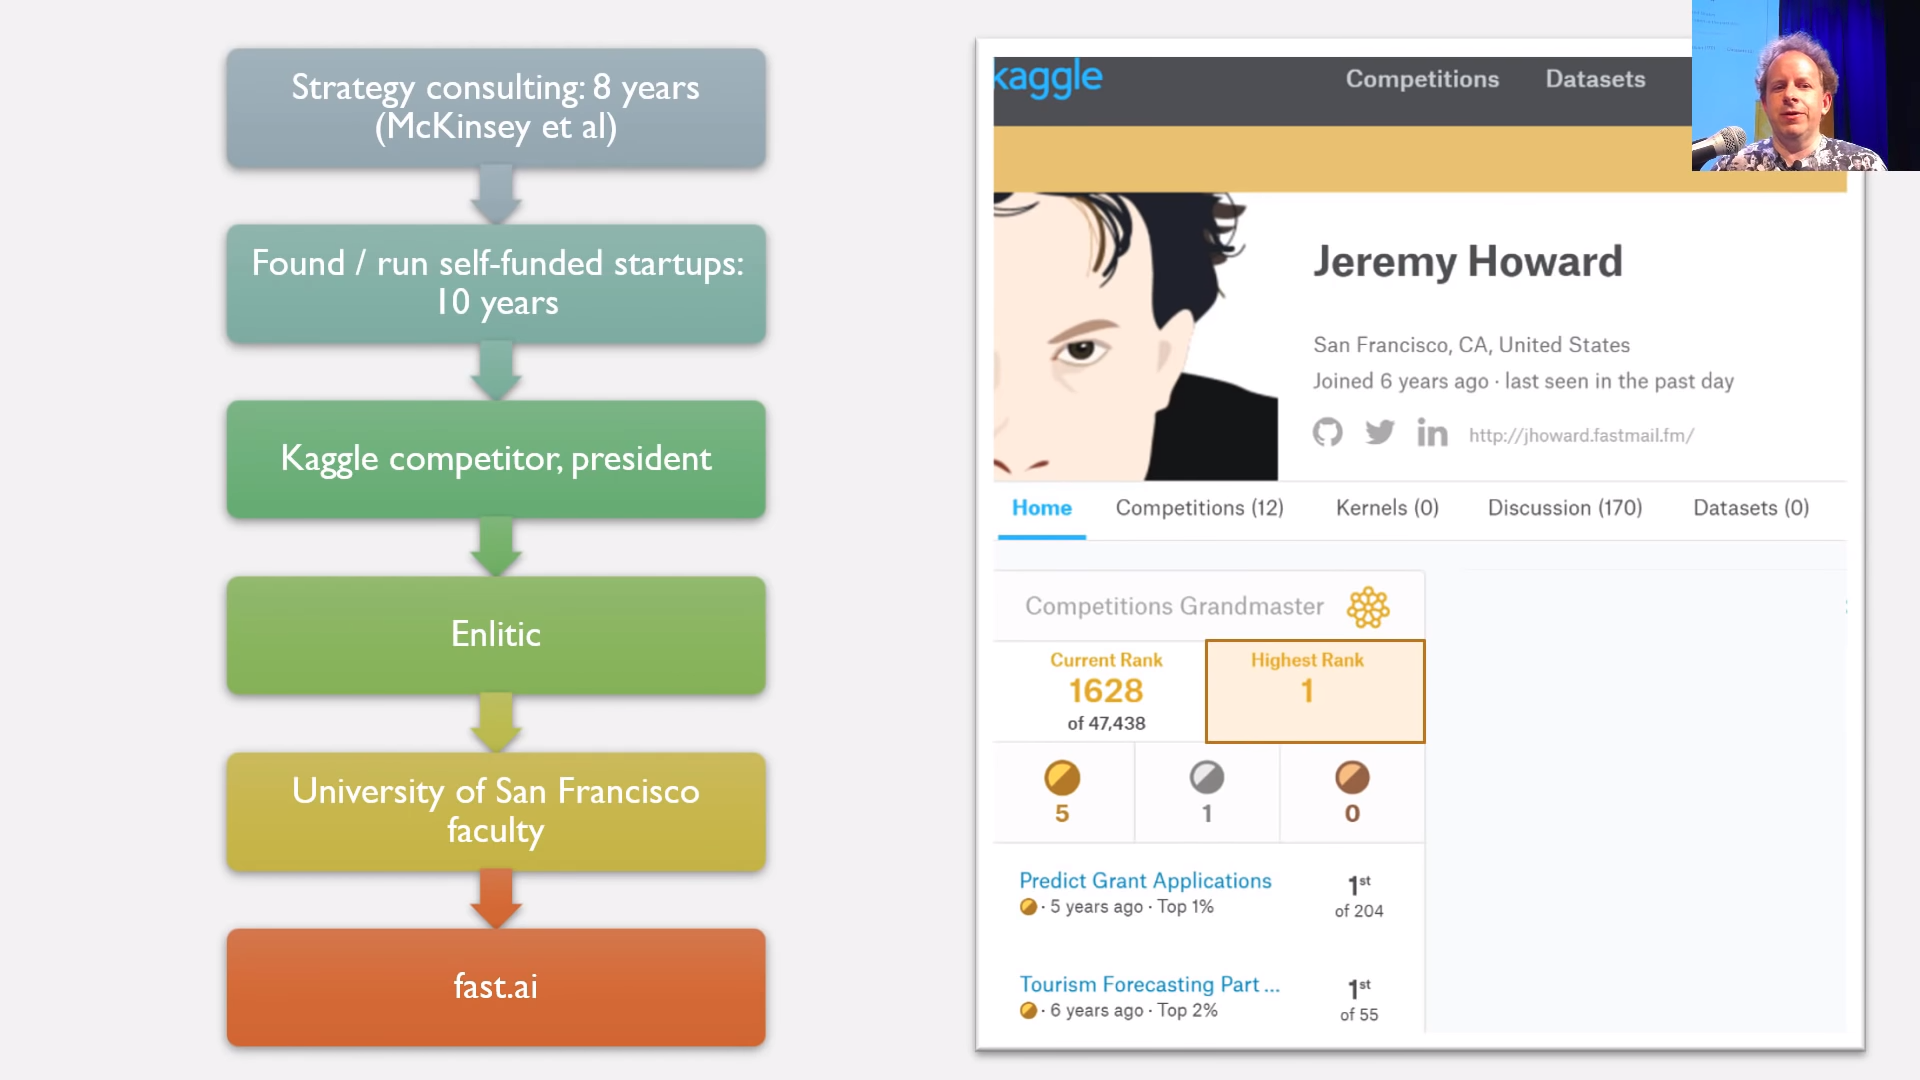 Strategy consulting: 8 years
(McKinsey et al)
Found / run self-funded startups:
10 years
Kaggle competitor, president
Enlitic
University of San Francisco
faculty
fast.ai
kaggle
Competitions
Datasets
Jeremy Howard
San Francisco, CA, United States
Joined 6 years ago · last seen in the past day
in
http://jhoward.fastmail.fm/
Home
Competitions (12)
Kernels (0)
Discussion (170)
Datasets (0)
Competitions Grandmaster
Current Rank
1628
of 47,438
Highest Rank
1
5
1
0
Predict Grant Applications
· 5 years ago · Top 1%
1st
of 204
Tourism Forecasting Part ...
· 6 years ago · Top 2%
1st
of 55